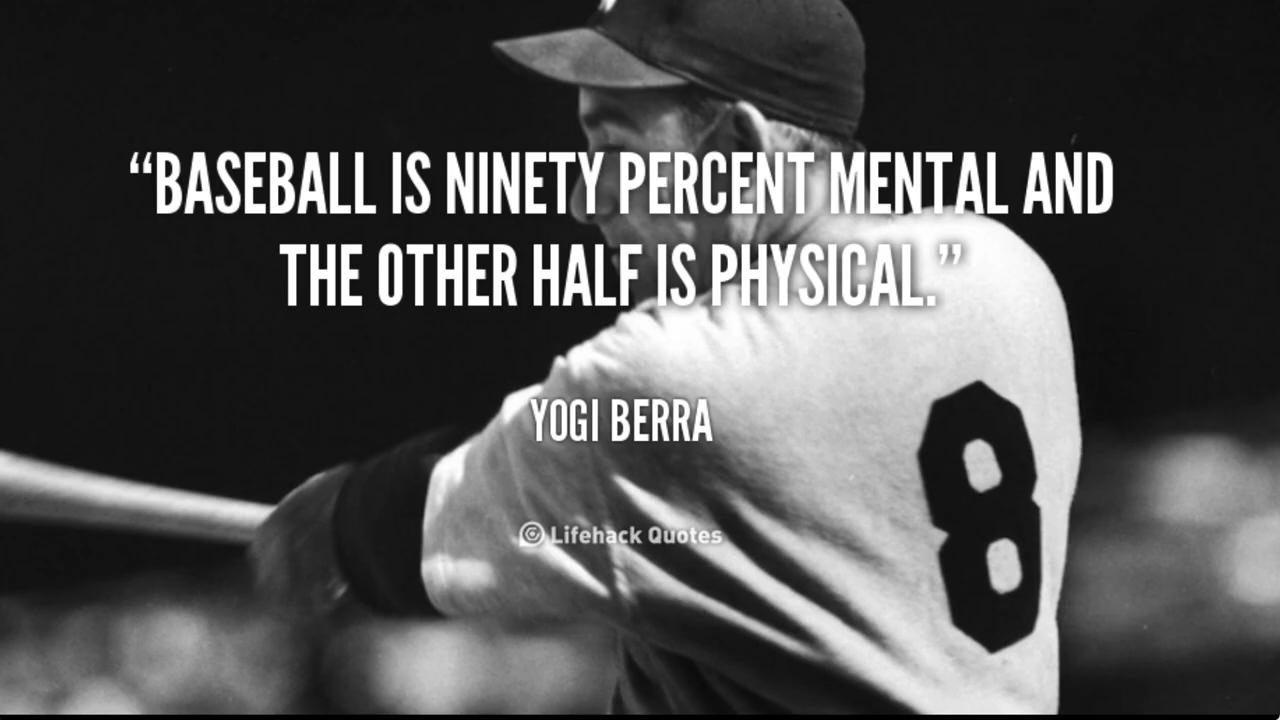 “BASEBALL IS NINETY PERCENT MENTAL AND
THE OTHER HALF IS PHYSICAL.”
YOGI BERRA
Lifehack Quotes
8